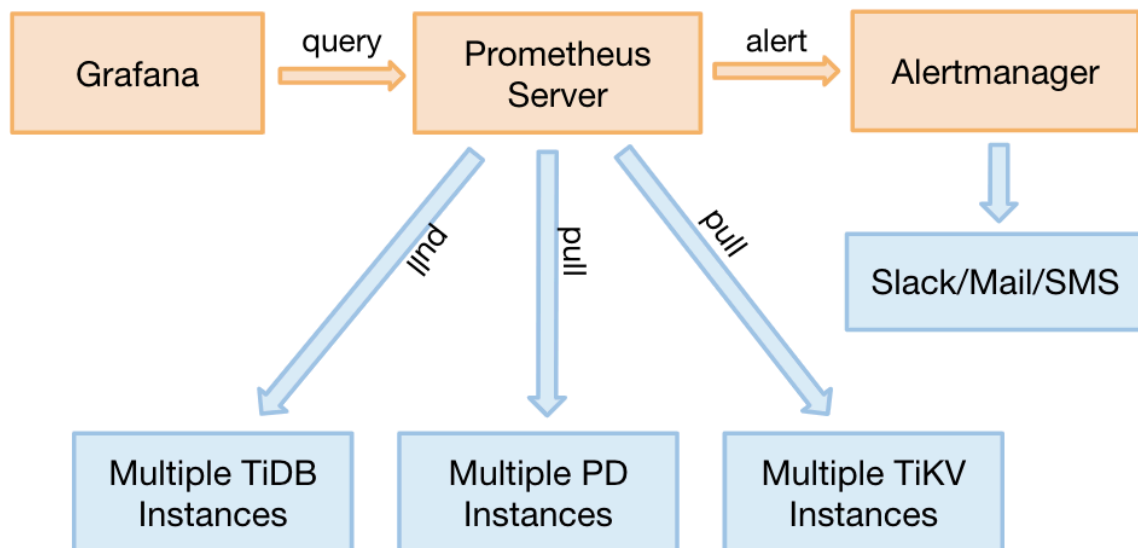 Grafana
query
Prometheus
Server
alert
Alertmanager
pull
pull
pull
Slack/Mail/SMS
Multiple TiDB
Instances
Multiple PD
Instances
Multiple TiKV
Instances